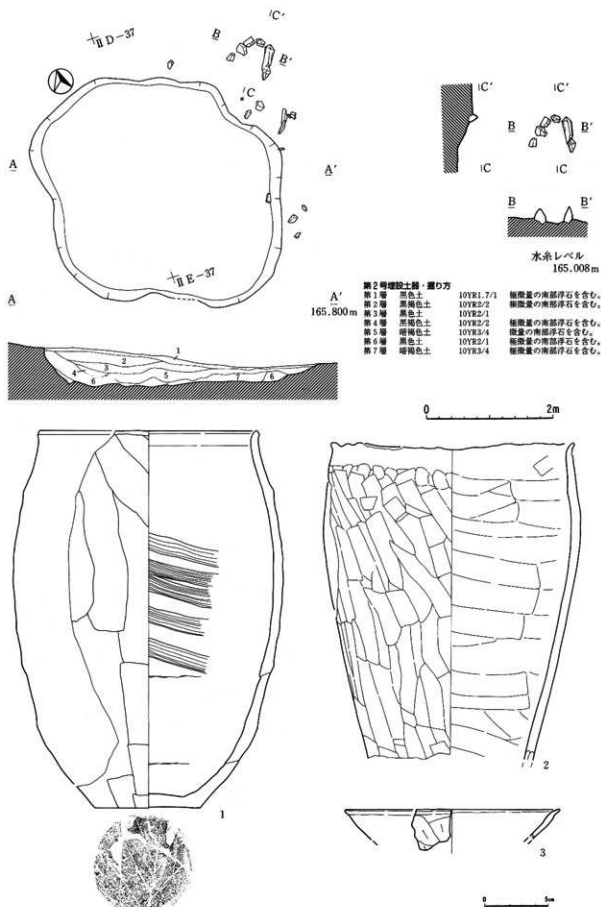 C′
ⅡD-37
B
B′
C
A
A′
ⅡE-37
A
A′
165.800m
C′
C
C′
B
B′
C
B
B′
水糸レベル
165.008m
第2号埋設土器・掘り方
第1層 黒色土 10YR1.7/1 極微量の南部浮石を含む。
第2層 黒褐色土 10YR2/2 極微量の南部浮石を含む。
第3層 黒色土 10YR2/1
第4層 黒褐色土 10YR2/2 極微量の南部浮石を含む。
第5層 暗褐色土 10YR3/4 微量の南部浮石を含む。
第6層 黒色土 10YR2/1 極微量の南部浮石を含む。
第7層 暗褐色土 10YR3/4 極微量の南部浮石を含む。
1
2
3
4
5
6
7
6
0 2m
1
2
3
0 5cm